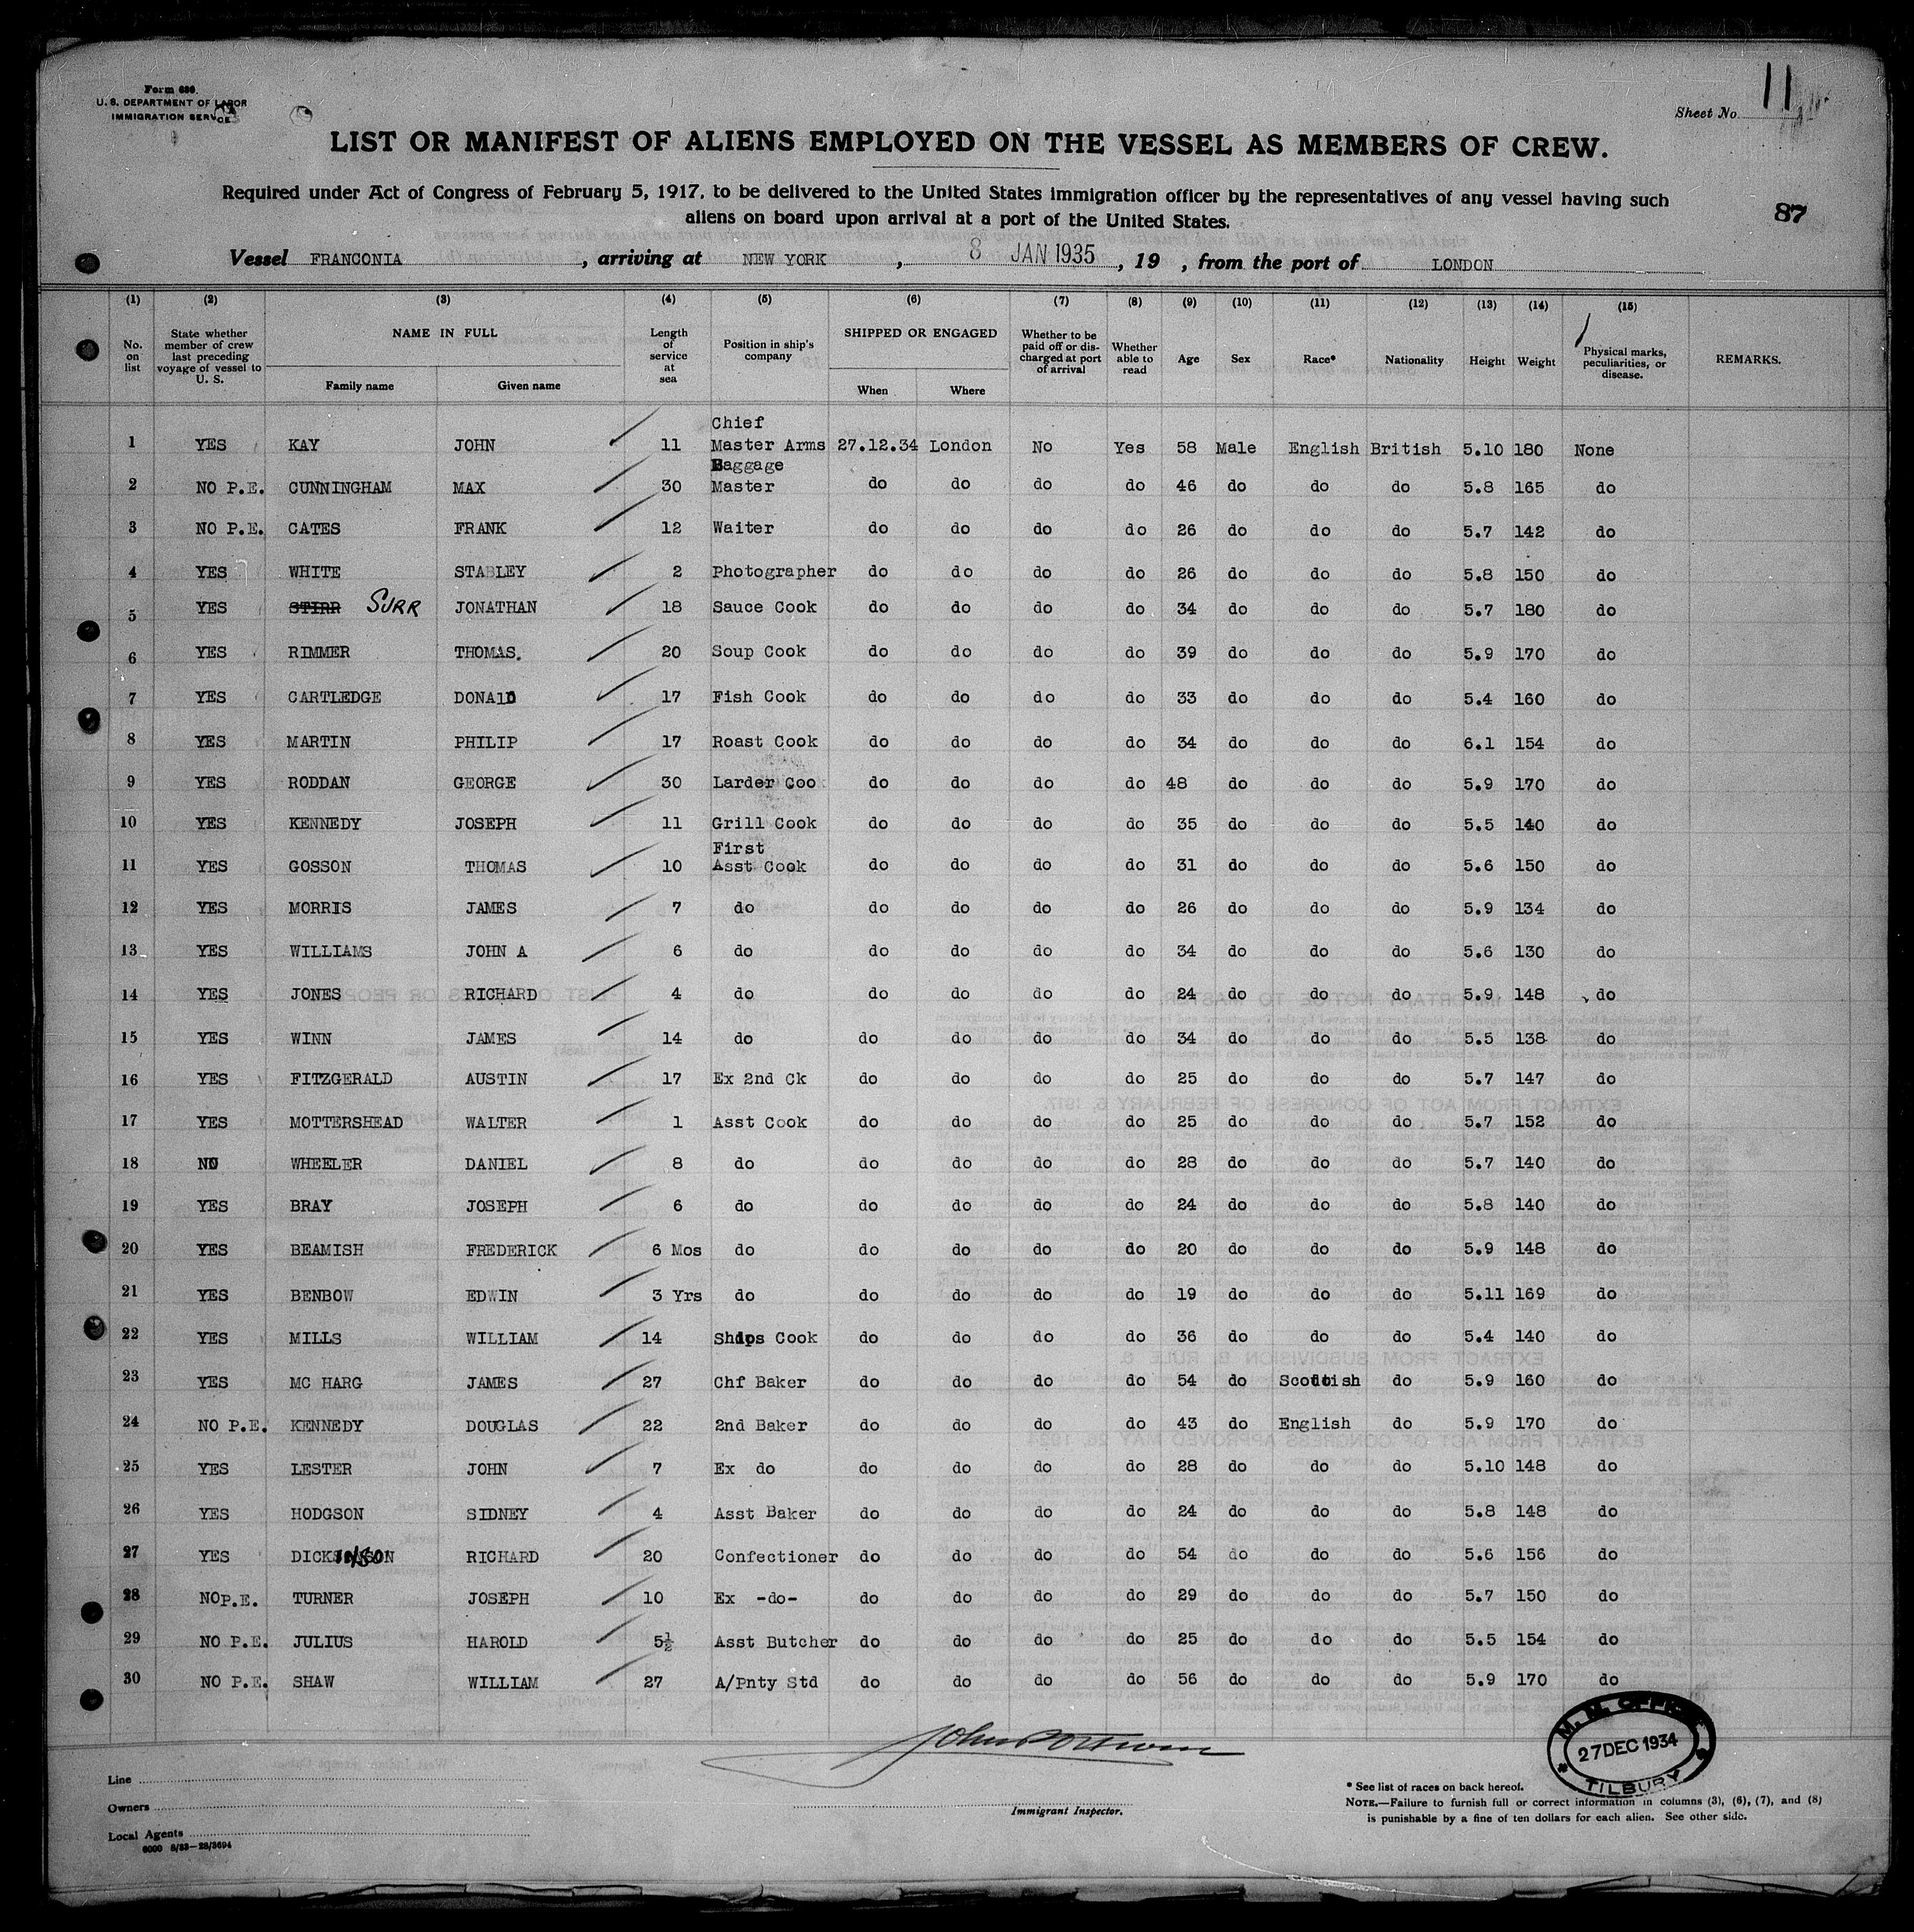 Form 680
U. S. DEPARTMENT OF LABOR
IMMIGRATION SERVICE
Sheet No. 11
LIST OR MANIFEST OF ALIENS EMPLOYED ON THE VESSEL AS MEMBERS OF CREW.
Required under Act of Congress of February 5, 1917, to be delivered to the United States immigration officer by the representatives of any vessel having such
aliens on board upon arrival at a port of the United States.
87
Vessel FRANCONIA, arriving at NEW YORK, 8 JAN 1935, 19 , from the port of LONDON
(1) (2) (3) (4) (5) (6) (7) (8) (9) (10) (11) (12) (13) (14) (15)
No. on list State whether member of crew last preceding voyage of vessel to U. S. NAME IN FULL Family name Given name Length of service at sea Position in ship's company SHIPPED OR ENGAGED When Where Whether to be paid off or discharged at port of arrival Whether able to read Age Sex Race* Nationality Height Weight Physical marks, peculiarities, or disease. REMARKS.
1 YES KAY JOHN 11 Chief Master Arms 27.12.34 London No Yes 58 Male English British 5.10 180 None
2 NO P.E. CUNNINGHAM MAX 30 Baggage Master do do do do 46 do do do 5.8 165 do
3 NO P.E. CATES FRANK 12 Waiter do do do do 26 do do do 5.7 142 do
4 YES WHITE STABLEY 2 Photographer do do do do 26 do do do 5.8 150 do
5 YES STIRR SURR JONATHAN 18 Sauce Cook do do do do 34 do do do 5.7 180 do
6 YES RIMMER THOMAS. 20 Soup Cook do do do do 39 do do do 5.9 170 do
7 YES CARTLEDGE DONAlD 17 Fish Cook do do do do 33 do do do 5.4 160 do
8 YES MARTIN PHILIP 17 Roast Cook do do do do 34 do do do 6.1 154 do
9 YES RODDAN GEORGE 30 Larder Coo do do do do 48 do do do 5.9 170 do
10 YES KENNEDY JOSEPH 11 Grill Cook do do do do 35 do do do 5.5 140 do
11 YES GOSSON THOMAS 10 First Asst Cook do do do do 31 do do do 5.6 150 do
12 YES MORRIS JAMES 7 do do do do do 26 do do do 5.9 134 do
13 YES WILLIAMS JOHN A 6 do do do do do 34 do do do 5.6 130 do
14 YES JONES RICHARD 4 do do do do do 24 do do do 5.9 148 do
15 YES WINN JAMES 14 do do do do do 34 do do do 5.5 138 do
16 YES FITZGERALD AUSTIN 17 Ex 2nd Ck do do do do 25 do do do 5.7 147 do
17 YES MOTTERSHEAD WALTER 1 Asst Cook do do do do 25 do do do 5.7 152 do
18 NO WHEELER DANIEL 8 do do do do do 28 do do do 5.7 140 do
19 YES BRAY JOSEPH 6 do do do do do 24 do do do 5.8 140 do
20 YES BEAMISH FREDERICK 6 Mos do do do do do 20 do do do 5.9 148 do
21 YES BENBOW EDWIN 3 Yrs do do do do do 19 do do do 5.11 169 do
22 YES MILLS WILLIAM 14 Ships Cook do do do do 36 do do do 5.4 140 do
23 YES MC HARG JAMES 27 Chf Baker do do do do 54 do Scottish do 5.9 160 do
24 NO P.E. KENNEDY DOUGLAS 22 2nd Baker do do do do 43 do English do 5.9 170 do
25 YES LESTER JOHN 7 Ex do do do do do 28 do do do 5.10 148 do
26 YES HODGSON SIDNEY 4 Asst Baker do do do do 24 do do do 5.8 148 do
27 YES DICKINSON RICHARD 20 Confectioner do do do do 54 do do do 5.6 156 do
28 NO P.E. TURNER JOSEPH 10 Ex -do- do do do do 29 do do do 5.7 150 do
29 NO P.E. JULIUS HAROLD 5½ Asst Butcher do do do do 25 do do do 5.5 154 do
30 NO P.E. SHAW WILLIAM 27 A/Pnty Std do do do do 56 do do do 5.9 170 do
M. M. OFFICE
27 DEC 1934
TILBURY
Line
Owners
Local Agents
6000 8/33—28/3694
Immigrant Inspector.
* See list of races on back hereof.
NOTE.—Failure to furnish full or correct information in columns (3), (6), (7), and (8)
is punishable by a fine of ten dollars for each alien. See other side.